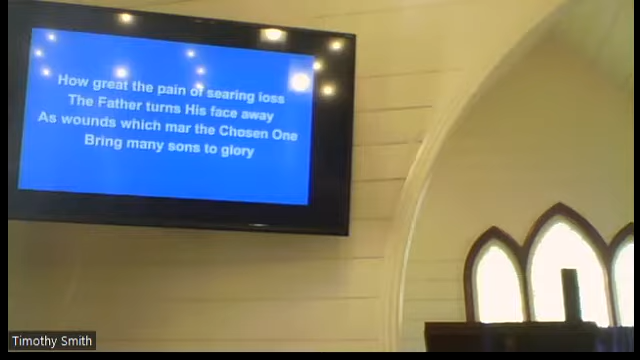 How great the pain of searing loss
The Father turns His face away
As wounds which mar the Chosen One
Bring many sons to glory
Timothy Smith